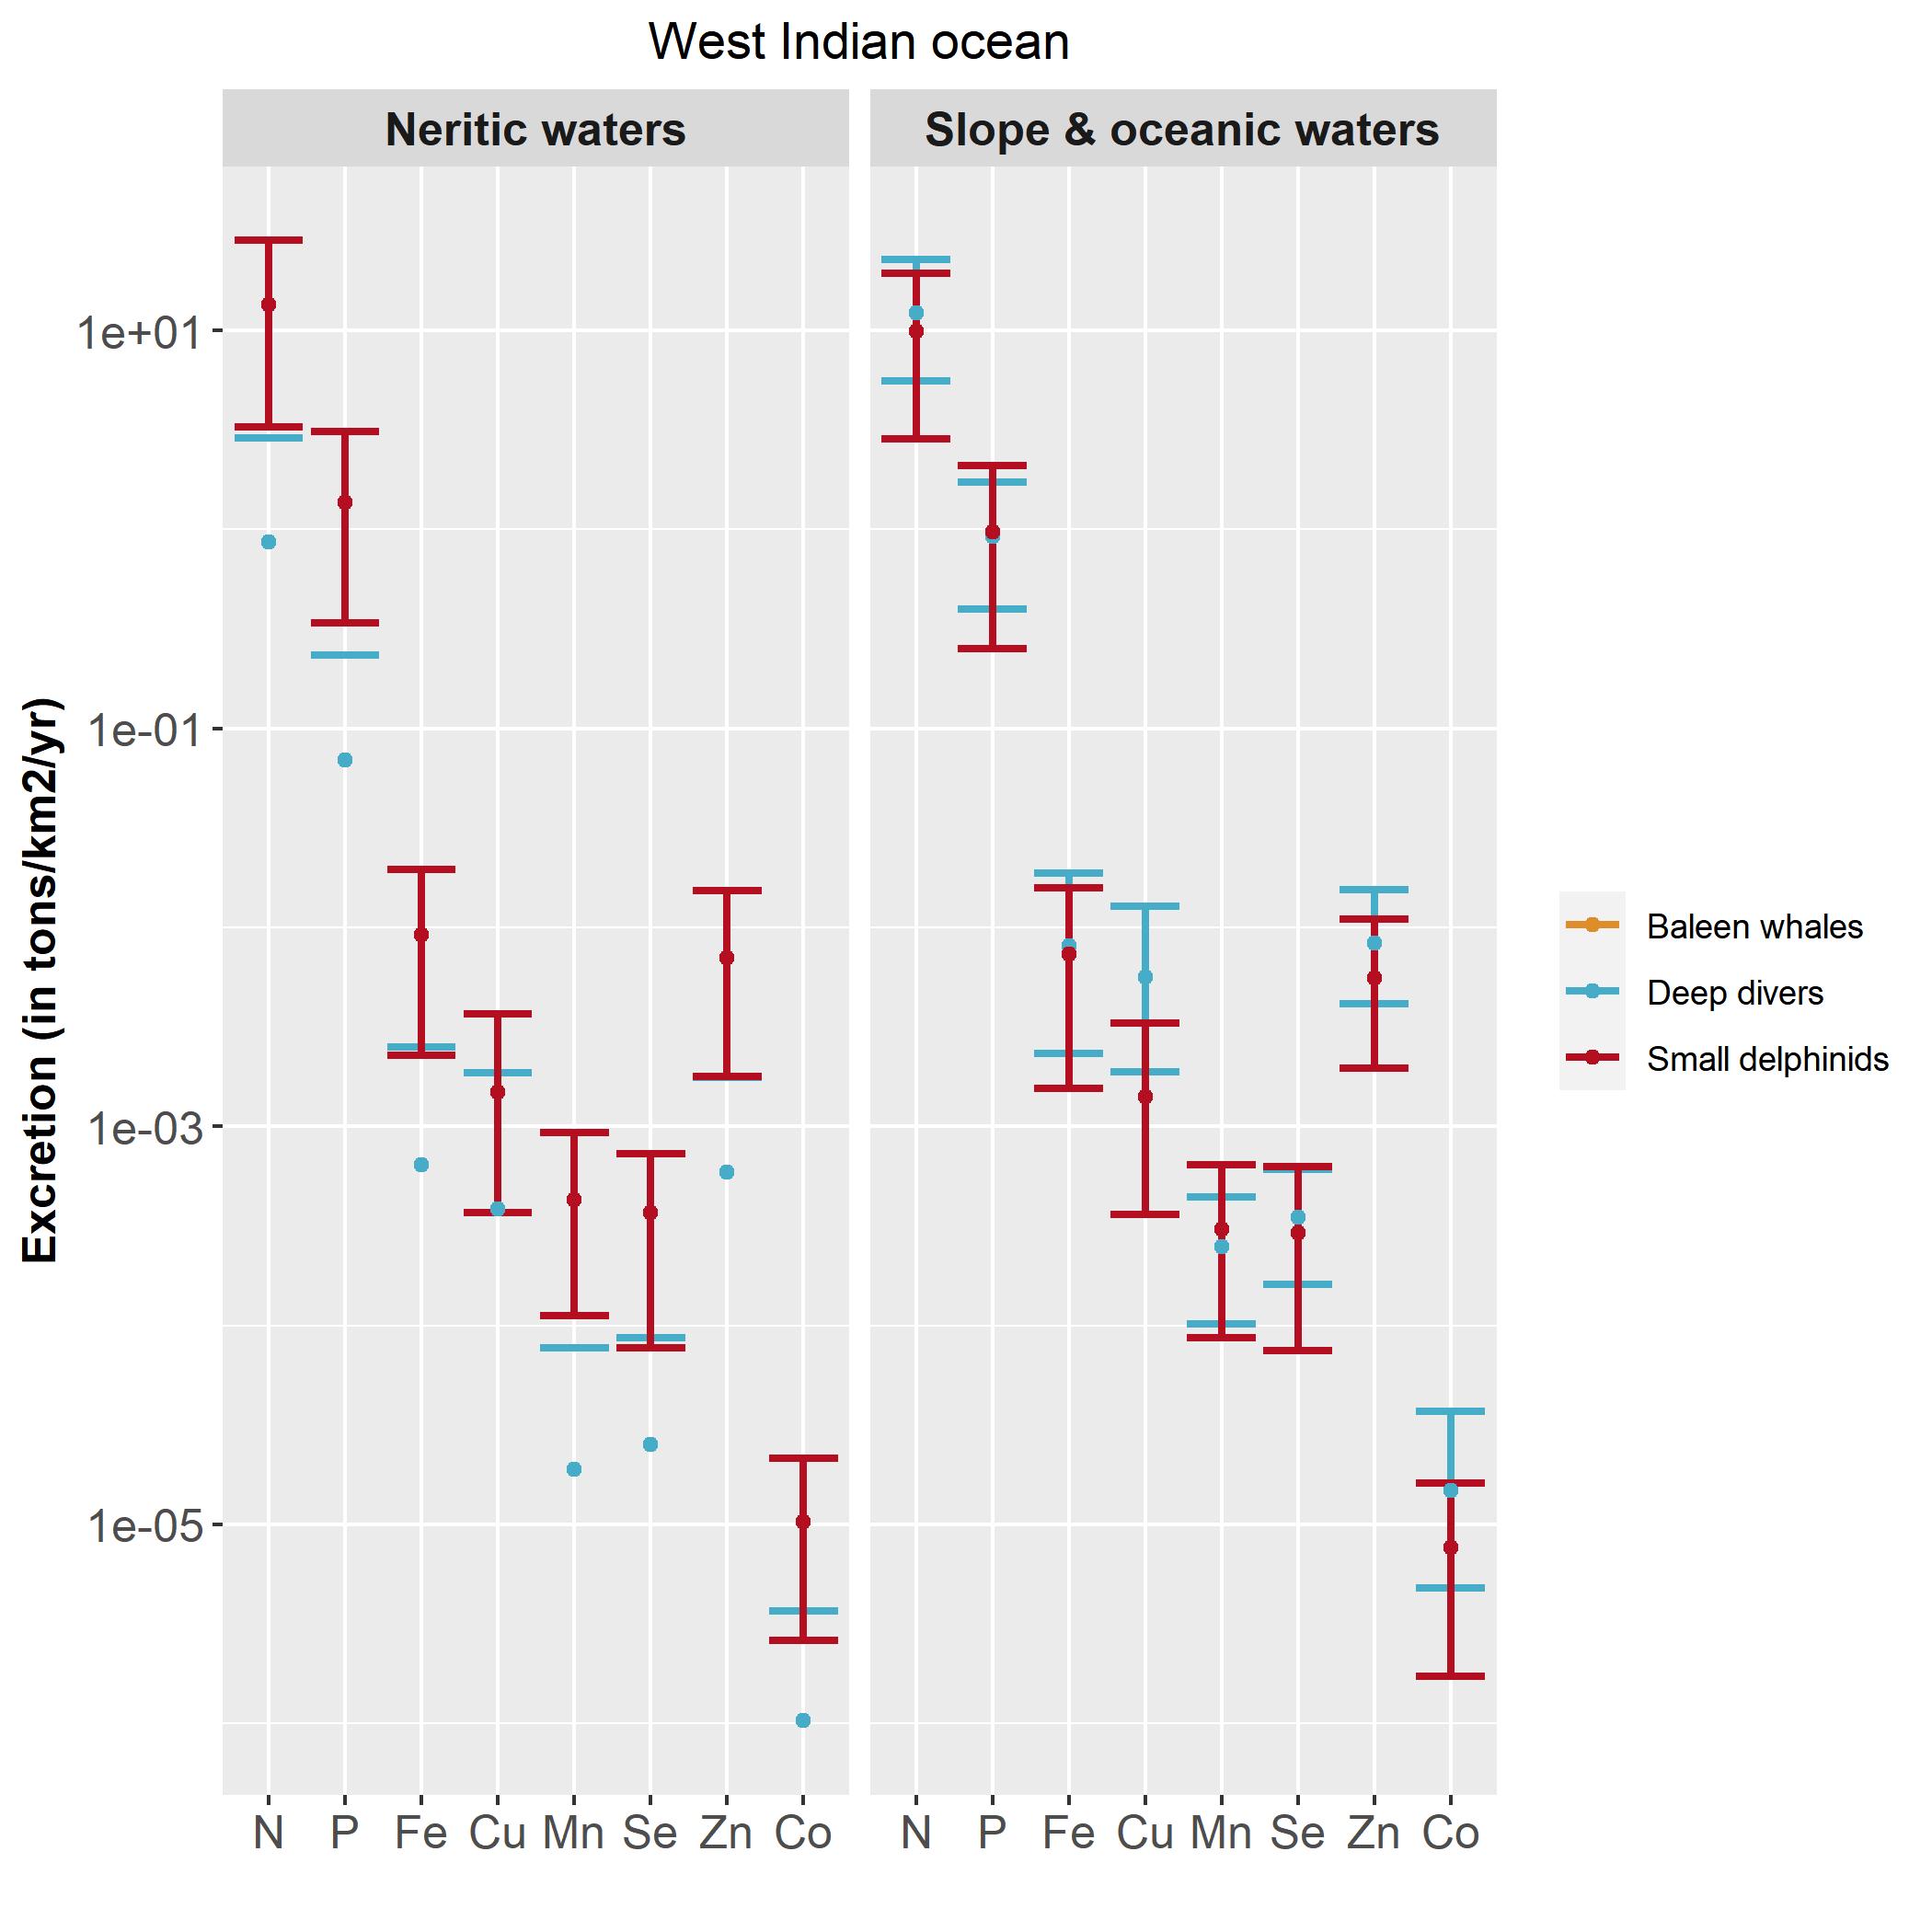 West Indian ocean
Neritic waters
Slope & oceanic waters
Excretion (in tons/km2/yr)
1e+01
1e-01
1e-03
1e-05
N P Fe Cu Mn Se Zn Co
N P Fe Cu Mn Se Zn Co
Baleen whales
Deep divers
Small delphinids